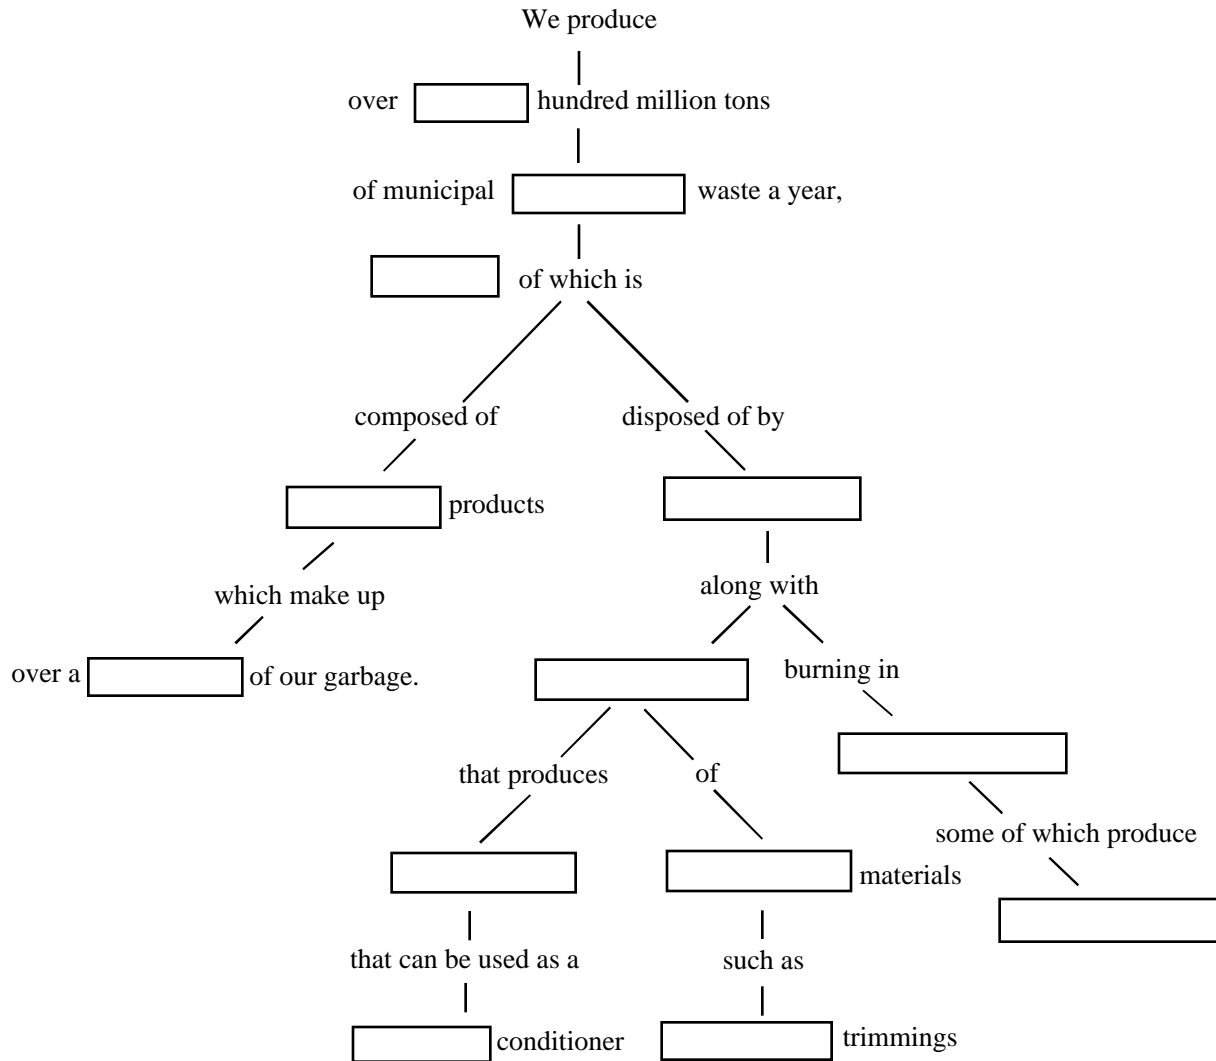 We produce
over hundred million tons
of municipal waste a year,
of which is
composed of disposed of by
products
which make up along with
over a of our garbage. burning in
that produces of
some of which produce
materials
that can be used as a such as
conditioner trimmings